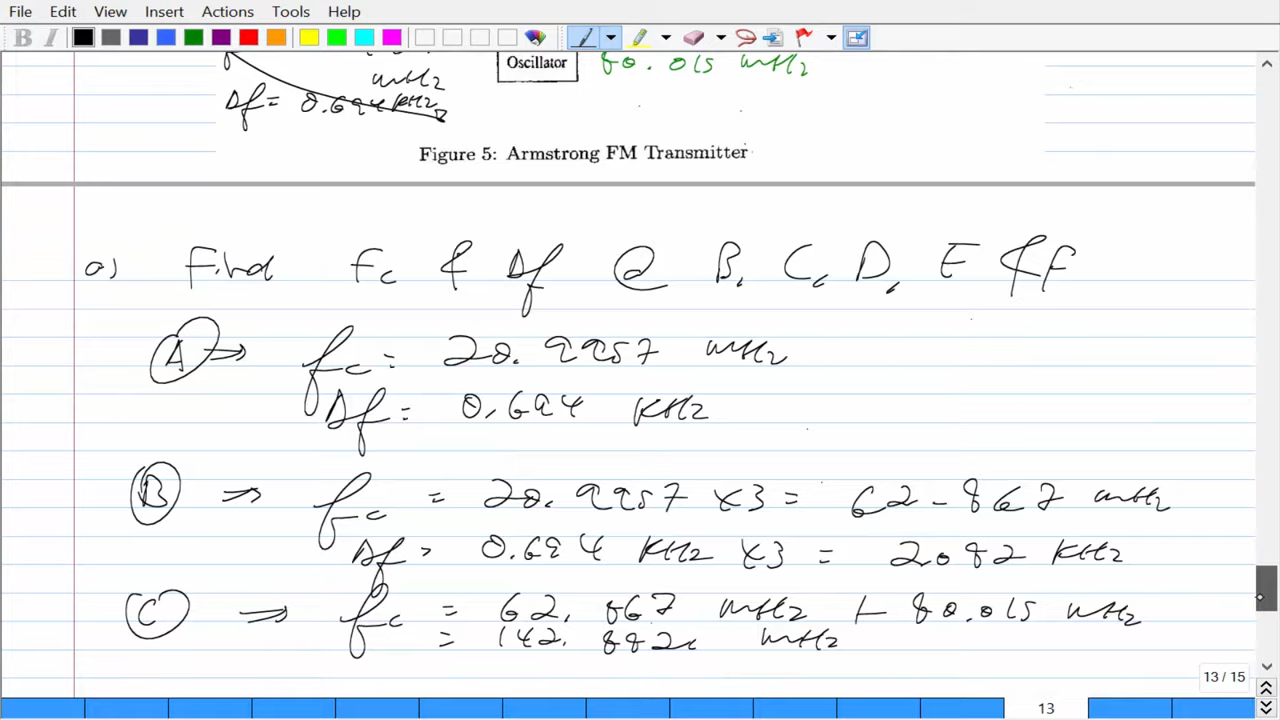 File Edit View Insert Actions Tools Help
B I
mHz
Oscillator 80.015 mHz
Δf = 0.694 KHz
Figure 5: Armstrong FM Transmitter
a) Find Fc & Δf @ B, C, D, E & F
A ⇒ fc = 20.9957 mHz
Δf = 0.694 KHz
B ⇒ fc = 20.9957 x3 = 62-867 mHz
Δf = 0.694 KHz x3 = 2.082 KHz
C ⇒ fc = 62.867 mHz + 80.015 mHz
= 142.882 mHz
13 / 15
13